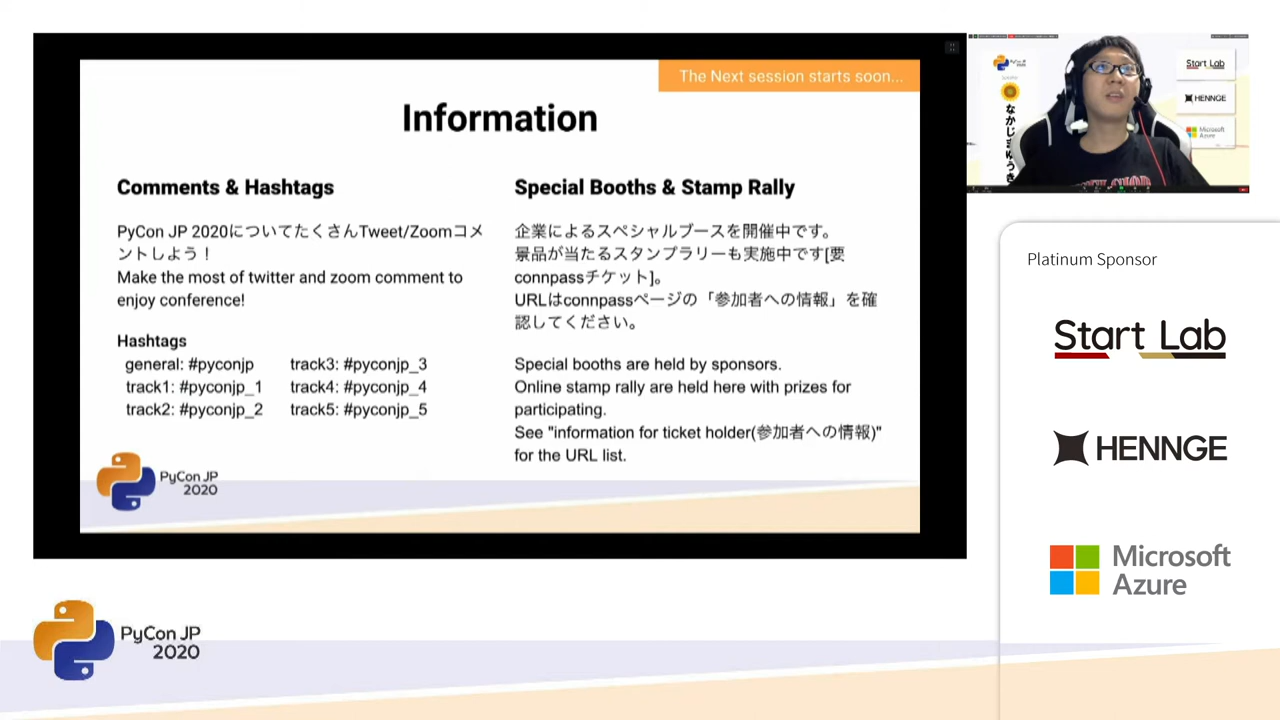 The Next session starts soon...
Information
Comments & Hashtags
PyCon JP 2020についてたくさんTweet/Zoomコメ
ントしよう！
Make the most of twitter and zoom comment to
enjoy conference!
Hashtags
general: #pyconjp
track1: #pyconjp_1
track2: #pyconjp_2
track3: #pyconjp_3
track4: #pyconjp_4
track5: #pyconjp_5
Special Booths & Stamp Rally
企業によるスペシャルブースを開催中です。
景品が当たるスタンプラリーも実施中です[要
connpassチケット]。
URLはconnpassページの「参加者への情報」を確
認してください。
Special booths are held by sponsors.
Online stamp rally are held here with prizes for
participating.
See "information for ticket holder(参加者への情報)"
for the URL list.
PyCon JP
2020
PyCon JP
2020
Start Lab
HENNGE
Microsoft
Azure
Platinum Sponsor
Start Lab
HENNGE
Microsoft
Azure
PyCon JP
2020